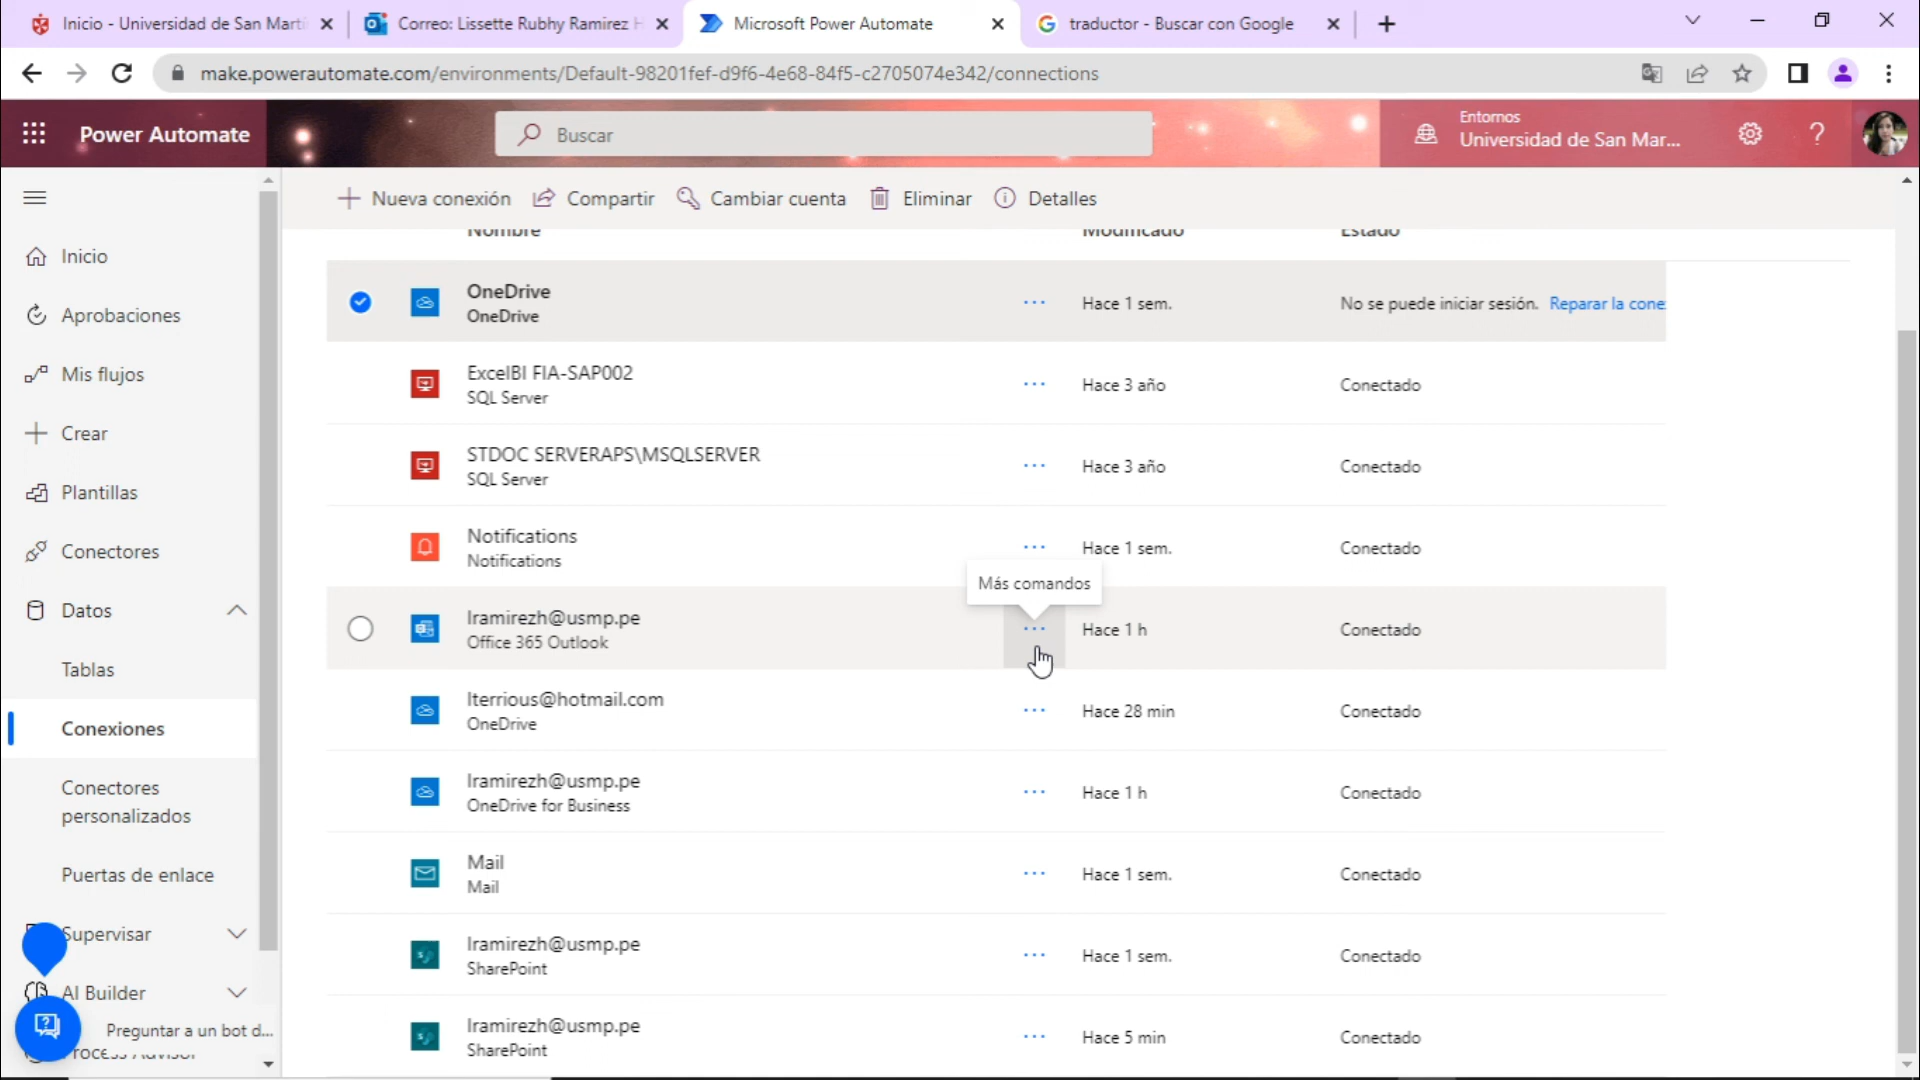 Inicio - Universidad de San Martí
Correo: Lissette Rubhy Ramirez H
Microsoft Power Automate
traductor - Buscar con Google
make.powerautomate.com/environments/Default-98201fef-d9f6-4e68-84f5-c2705074e342/connections
Power Automate
Buscar
Entornos
Universidad de San Mar...
Nueva conexión
Compartir
Cambiar cuenta
Eliminar
Detalles
Inicio
Aprobaciones
Mis flujos
Crear
Plantillas
Conectores
Datos
Tablas
Conexiones
Conectores
personalizados
Puertas de enlace
Supervisar
AI Builder
Preguntar a un bot d...
Process Advisor
Nombre
Modificado
Estado
OneDrive
OneDrive
Hace 1 sem.
No se puede iniciar sesión. Reparar la cone
ExcelBI FIA-SAP002
SQL Server
Hace 3 año
Conectado
STDOC SERVERAPS\MSQLSERVER
SQL Server
Hace 3 año
Conectado
Notifications
Notifications
Hace 1 sem.
Conectado
Más comandos
lramirezh@usmp.pe
Office 365 Outlook
Hace 1 h
Conectado
lterrious@hotmail.com
OneDrive
Hace 28 min
Conectado
lramirezh@usmp.pe
OneDrive for Business
Hace 1 h
Conectado
Mail
Mail
Hace 1 sem.
Conectado
lramirezh@usmp.pe
SharePoint
Hace 1 sem.
Conectado
lramirezh@usmp.pe
SharePoint
Hace 5 min
Conectado